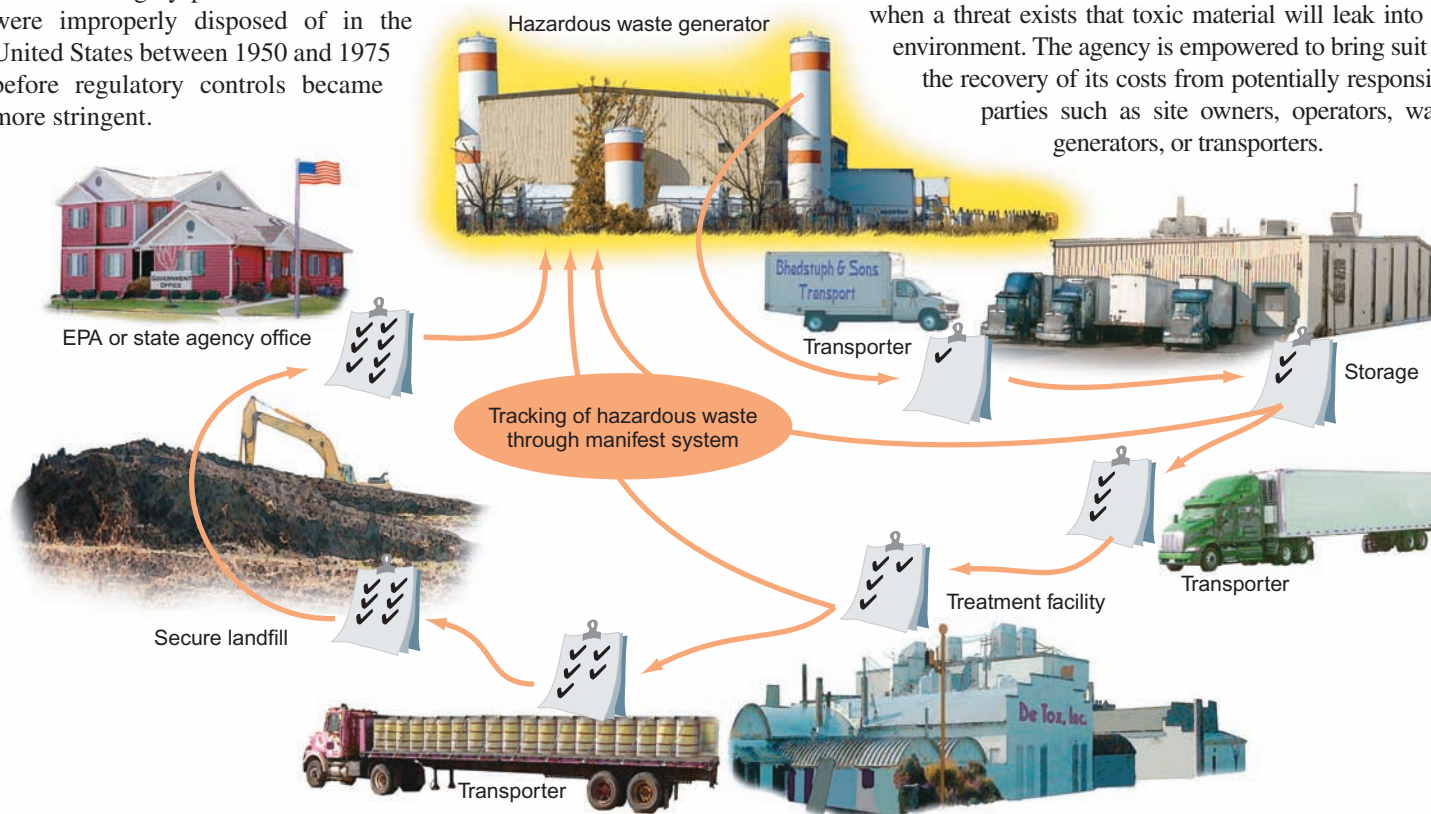 were improperly disposed of in the
United States between 1950 and 1975
before regulatory controls became
more stringent.
Hazardous waste generator
when a threat exists that toxic material will leak into
environment. The agency is empowered to bring suit
the recovery of its costs from potentially
parties such as site owners, operators,
generators, or transporters.
GOVERNMENT
OFFICE
EPA or state agency office
Bhadstuph & Sons
Transport
Transporter
Storage
Tracking of hazardous waste
through manifest system
Transporter
Treatment facility
Secure landfill
De Tox, Inc.
Transporter